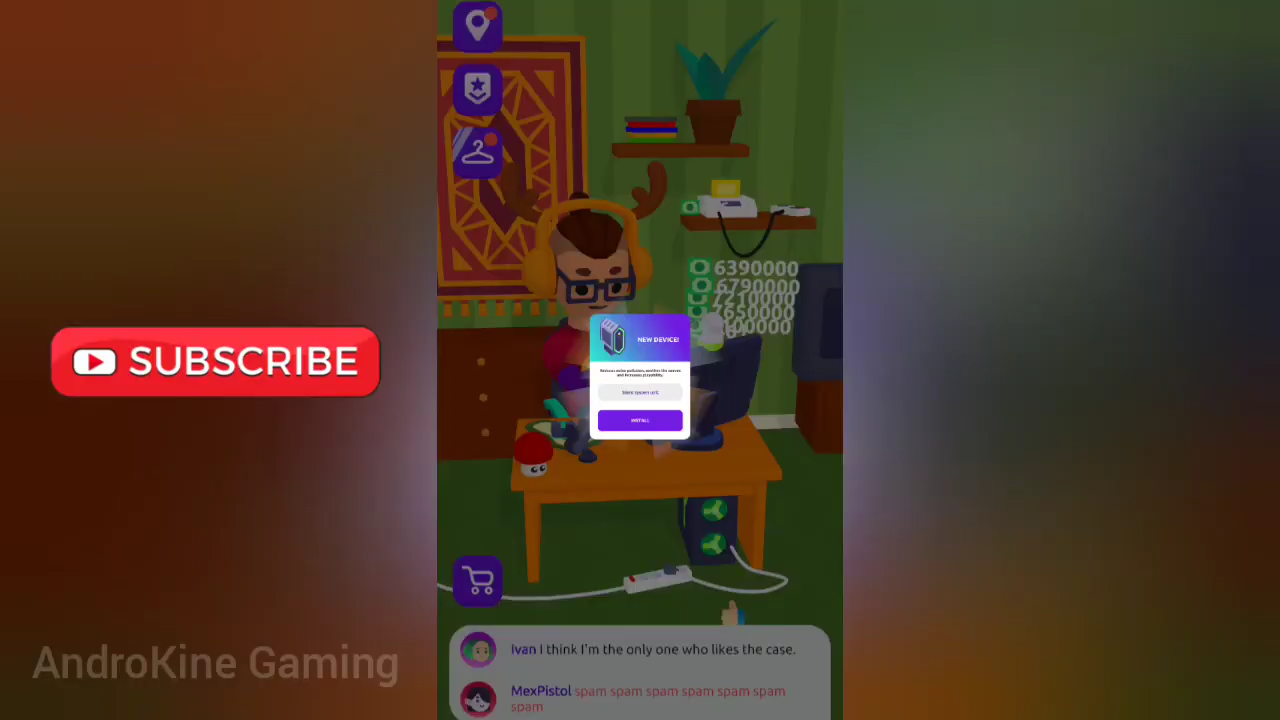 6390000
6790000
7210000
7650000
NEW DEVICE!
INSTALL
SUBSCRIBE
Ivan I think I'm the only one who likes the case.
MexPistol spam spam spam spam spam spam
spam
AndroKine Gaming